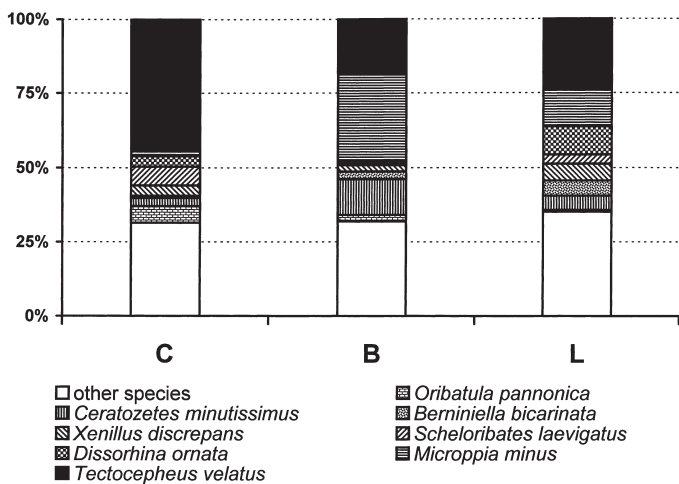 100%
75%
50%
25%
0%
C B L
other species Oribatula pannonica
Ceratozetes minutissimus Berniniella bicarinata
Xenillus discrepans Scheloribates laevigatus
Dissorhina ornata Microppia minus
Tectocepheus velatus